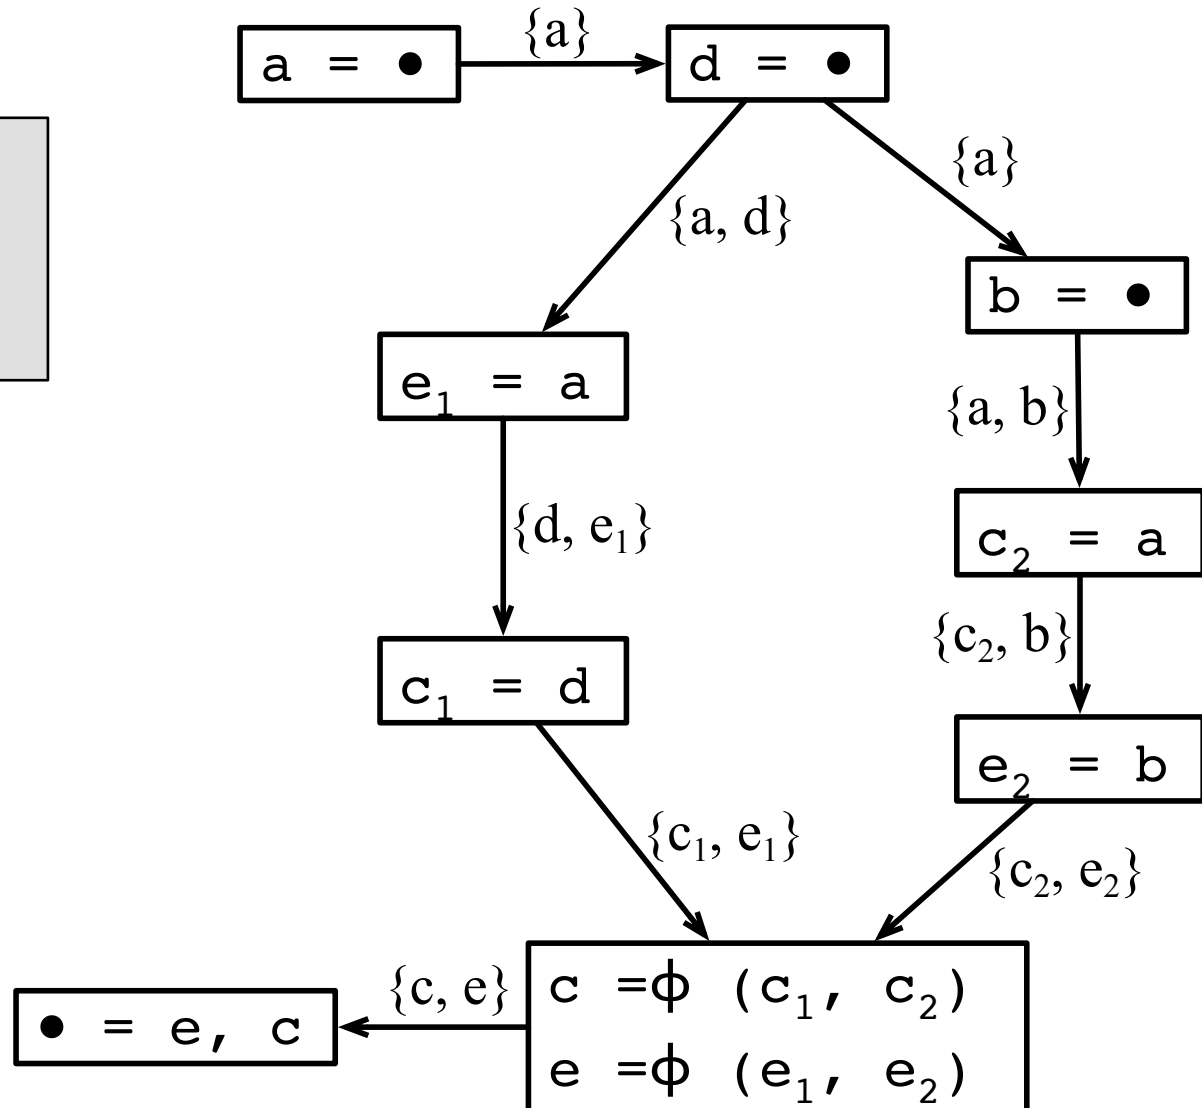 a = ●
{a}
d = ●
{a}
{a, d}
b = ●
e₁ = a
{a, b}
{d, e₁}
c₂ = a
{c₂, b}
c₁ = d
e₂ = b
{c₁, e₁}
{c₂, e₂}
{c, e}
● = e, c
c =ϕ (c₁, c₂)
e =ϕ (e₁, e₂)